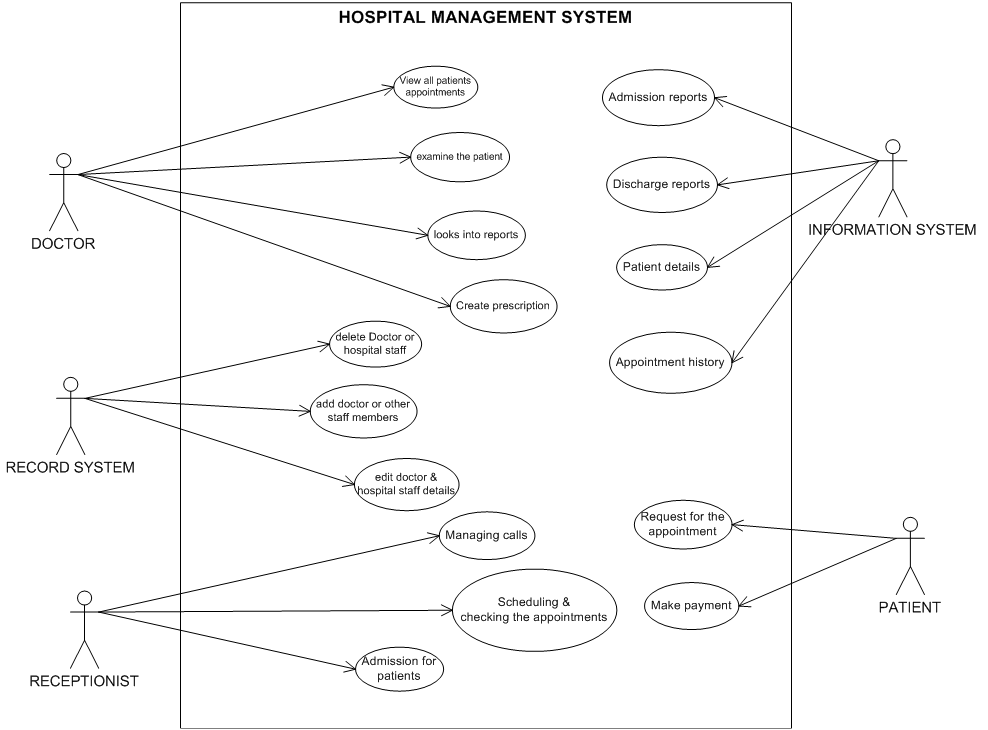 HOSPITAL MANAGEMENT SYSTEM
View all patients
appointments
examine the patient
looks into reports
Create prescription
DOCTOR
delete Doctor or
hospital staff
add doctor or other
staff members
edit doctor &
hospital staff details
RECORD SYSTEM
Managing calls
Scheduling &
checking the appointments
Admission for
patients
RECEPTIONIST
Admission reports
Discharge reports
Patient details
Appointment history
INFORMATION SYSTEM
Request for the
appointment
Make payment
PATIENT